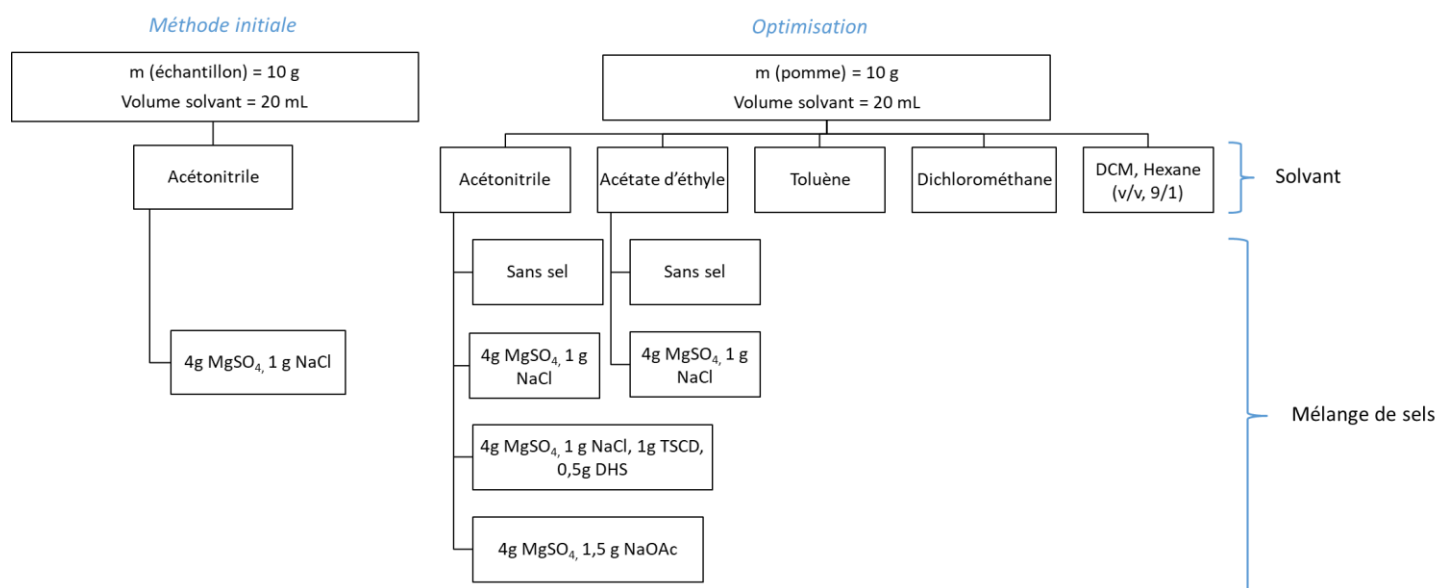 Méthode initiale
m (échantillon) = 10 g
Volume solvant = 20 mL
Acétonitrile
4g MgSO₄, 1 g NaCl
Optimisation
m (pomme) = 10 g
Volume solvant = 20 mL
Acétonitrile
Acétate d'éthyle
Toluène
Dichlorométhane
DCM, Hexane
(v/v, 9/1)
Solvant
Sans sel
Sans sel
4g MgSO₄, 1 g
NaCl
4g MgSO₄, 1 g
NaCl
4g MgSO₄, 1 g NaCl, 1g TSCD,
0,5g DHS
4g MgSO₄, 1,5 g NaOAc
Mélange de sels